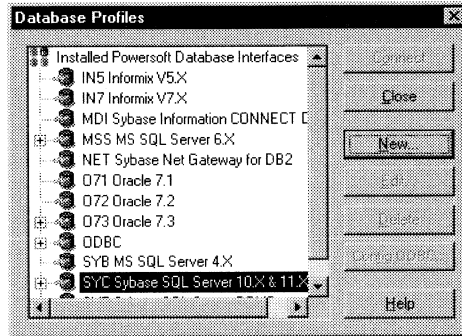 Database Profiles
Installed Powersoft Database Interfaces
IN5 Informix V5.X
IN7 Informix V7.X
MDI Sybase Information CONNECT D
MSS MS SQL Server 6.X
NET Sybase Net Gateway for DB2
O71 Oracle 7.1
O72 Oracle 7.2
O73 Oracle 7.3
ODBC
SYB MS SQL Server 4.X
SYC Sybase SQL Server 10.X & 11.X
Connect
Close
New...
Edit...
Delete
Config ODBC...
Help